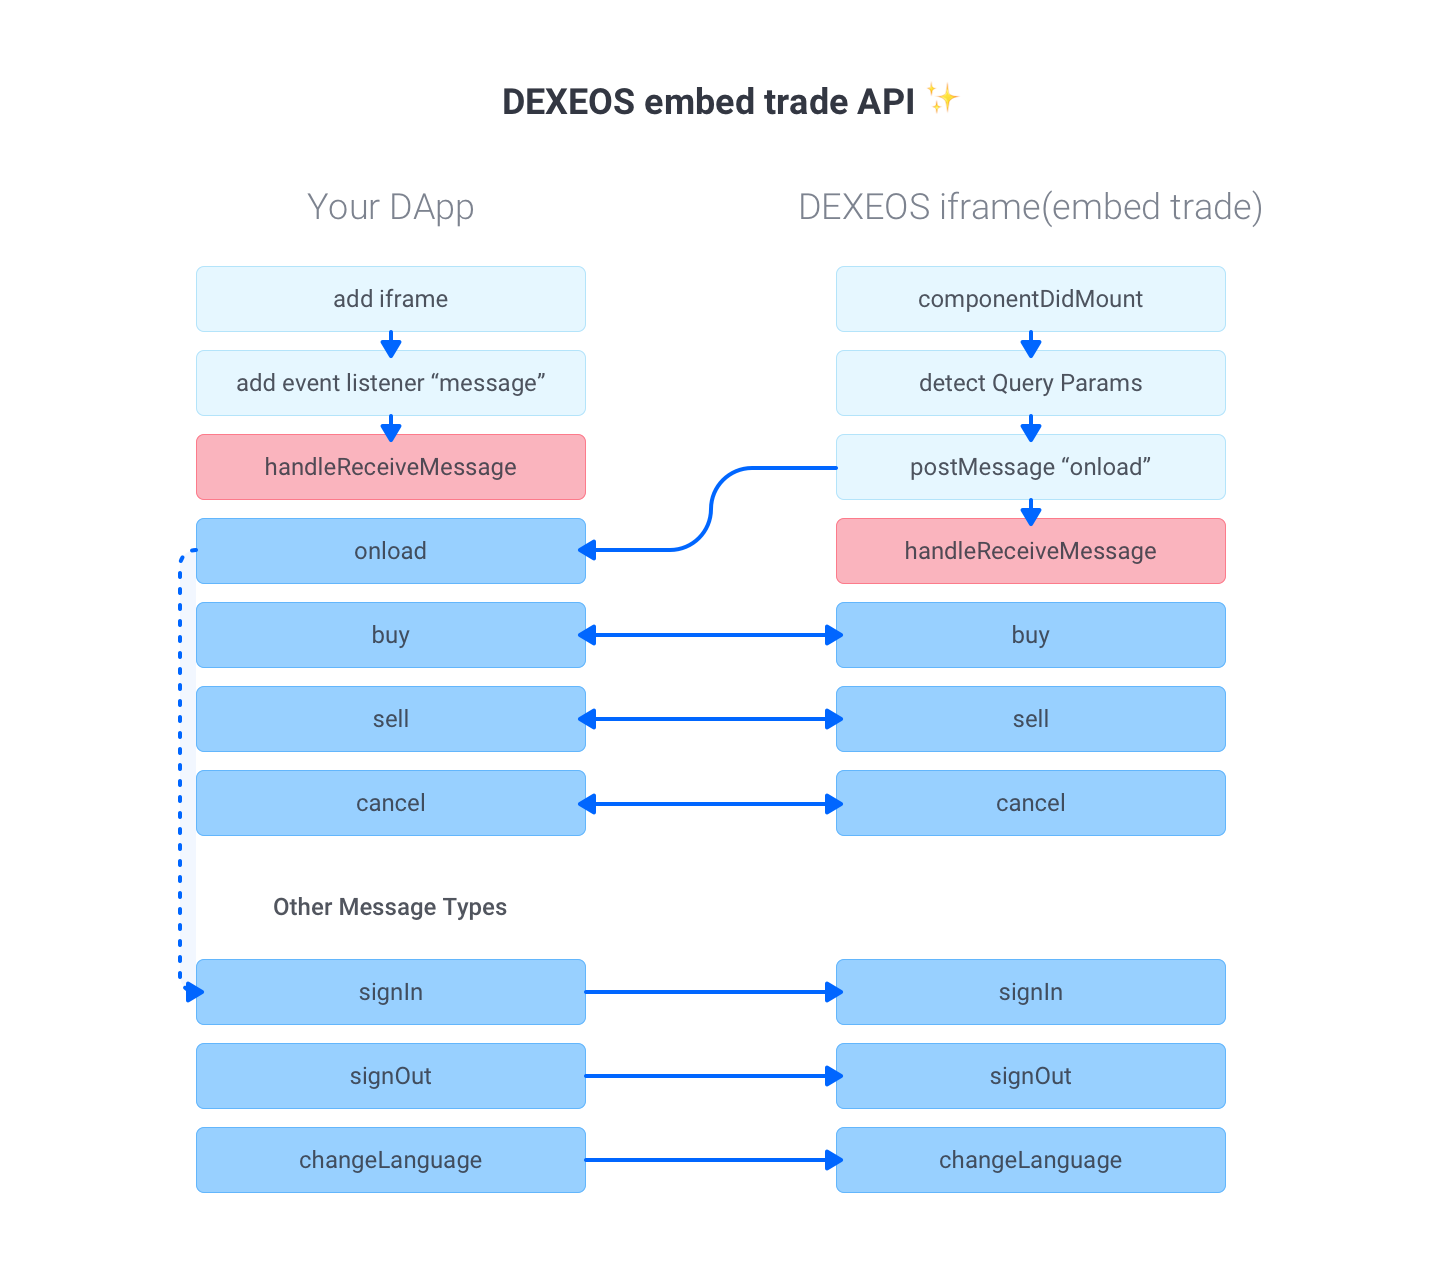 DEXEOS embed trade API ✨
Your DApp
DEXEOS iframe(embed trade)
add iframe
componentDidMount
add event listener “message”
detect Query Params
handleReceiveMessage
postMessage “onload”
onload
handleReceiveMessage
buy
buy
sell
sell
cancel
cancel
Other Message Types
signIn
signIn
signOut
signOut
changeLanguage
changeLanguage